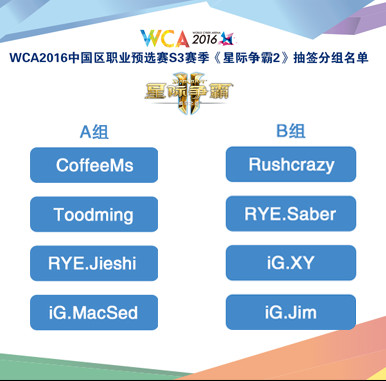 WCA 2016
WCA2016中国区职业预选赛S3赛季《星际争霸2》抽签分组名单
星际争霸
II
A组
B组
CoffeeMs
Rushcrazy
Toodming
RYE.Saber
RYE.Jieshi
iG.XY
iG.MacSed
iG.Jim